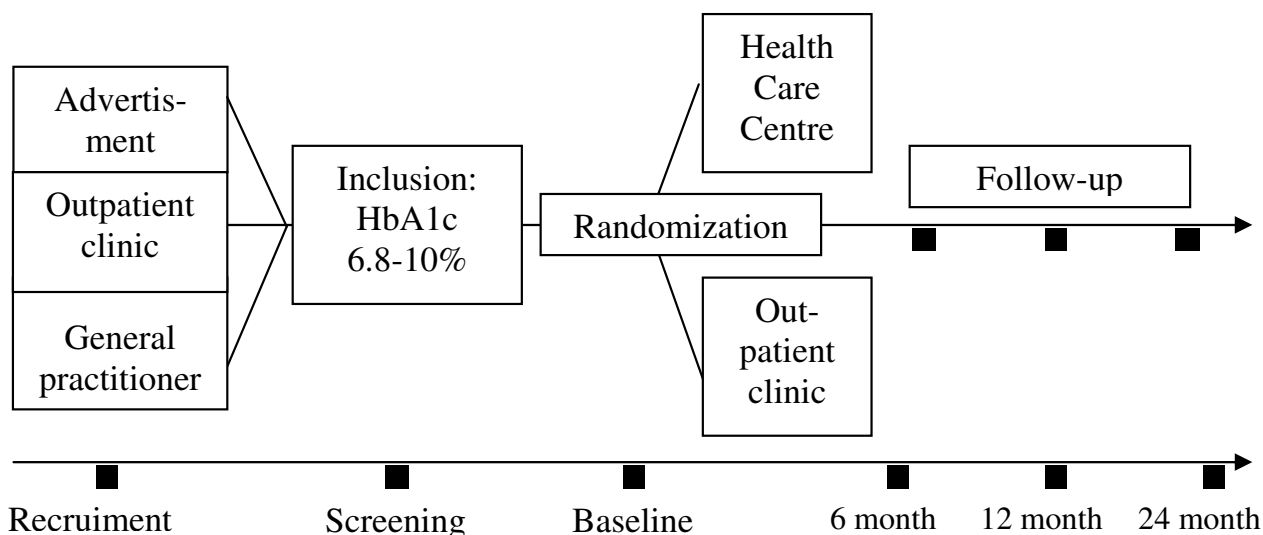 Advertis-
ment
Outpatient
clinic
General
practitioner
Inclusion:
HbA1c
6.8-10%
Randomization
Health
Care
Centre
Out-
patient
clinic
Follow-up
Recruiment
Screening
Baseline
6 month
12 month
24 month